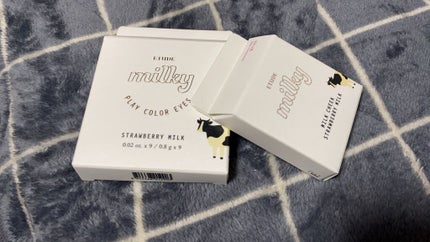 ETUDE
milky
PLAY COLOR EYES
STRAWBERRY MILK
0.02 oz. x 9 / 0.8 g x 9
ETUDE
milky
MILK CHEEK
STRAWBERRY MILK